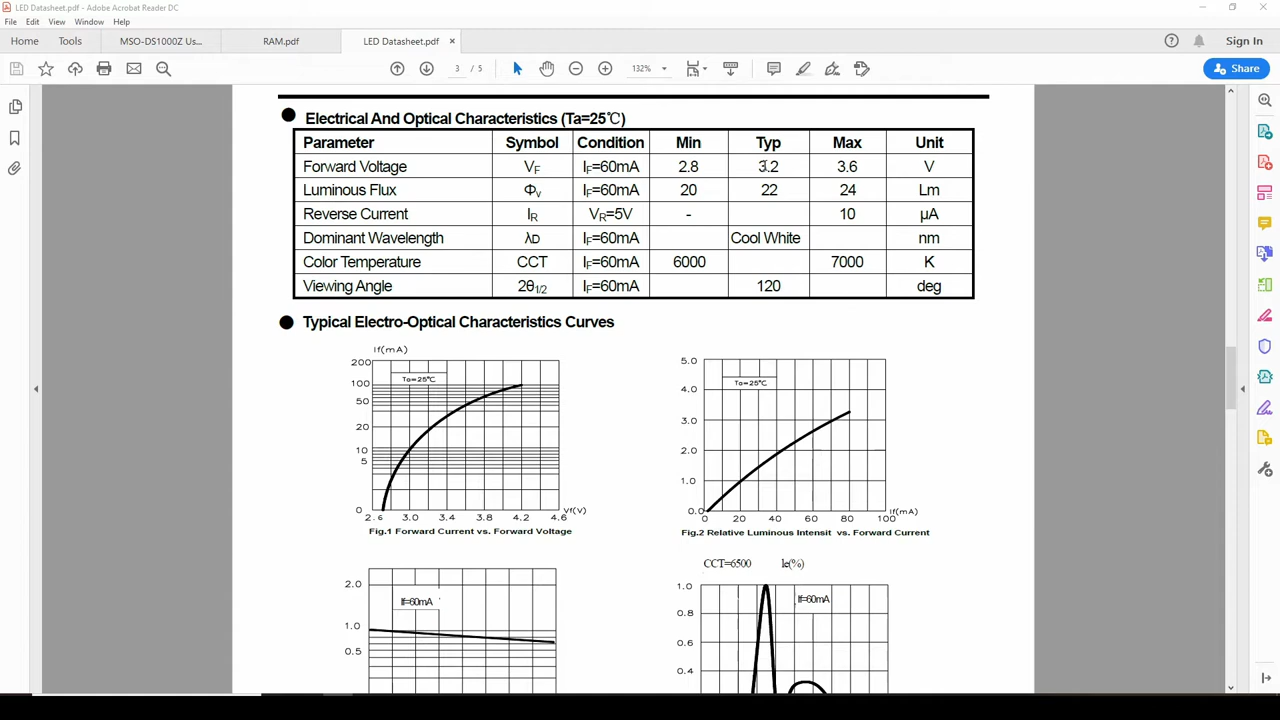 LED Datasheet.pdf - Adobe Acrobat Reader DC
File Edit View Window Help
Home Tools MSO-DS1000Z Us... RAM.pdf LED Datasheet.pdf × Sign In
3 / 5 132% Share
Electrical And Optical Characteristics (Ta=25℃)
Parameter Symbol Condition Min Typ Max Unit
Forward Voltage VF IF=60mA 2.8 3.2 3.6 V
Luminous Flux Φv IF=60mA 20 22 24 Lm
Reverse Current IR VR=5V - 10 μA
Dominant Wavelength λD IF=60mA Cool White nm
Color Temperature CCT IF=60mA 6000 7000 K
Viewing Angle 2θ1/2 IF=60mA 120 deg
Typical Electro-Optical Characteristics Curves
If(mA)
200
100
50
20
10
5
0
Ta=25℃
2.6 3.0 3.4 3.8 4.2 4.6 Vf(V)
Fig.1 Forward Current vs. Forward Voltage
5.0
4.0
3.0
2.0
1.0
0.0
Ta=25℃
0 20 40 60 80 100 If(mA)
Fig.2 Relative Luminous Intensit vs. Forward Current
2.0
1.0
0.5
If=60mA
CCT=6500 Ie(%)
1.0
0.8
0.6
0.4
If=60mA